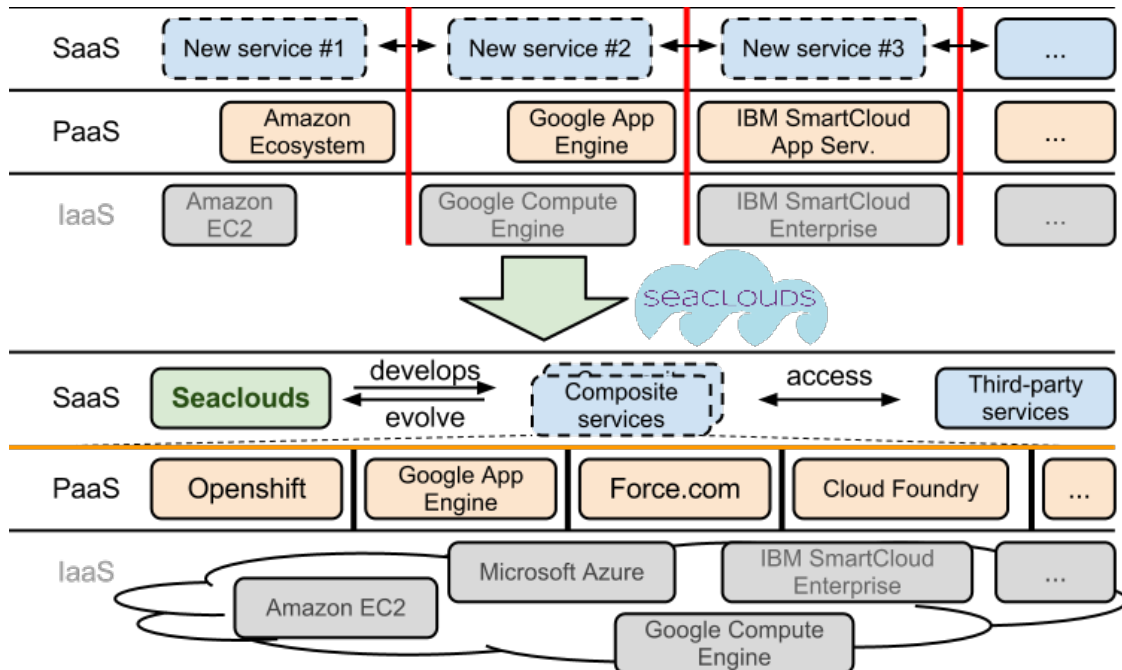 SaaS
New service #1
New service #2
New service #3
...
PaaS
Amazon
Ecosystem
Google App
Engine
IBM SmartCloud
App Serv.
...
IaaS
Amazon
EC2
Google Compute
Engine
IBM SmartCloud
Enterprise
...
seaclouds
SaaS
Seaclouds
develops
evolve
Composite
services
access
Third-party
services
PaaS
Openshift
Google App
Engine
Force.com
Cloud Foundry
...
IaaS
Amazon EC2
Microsoft Azure
IBM SmartCloud
Enterprise
...
Google Compute
Engine